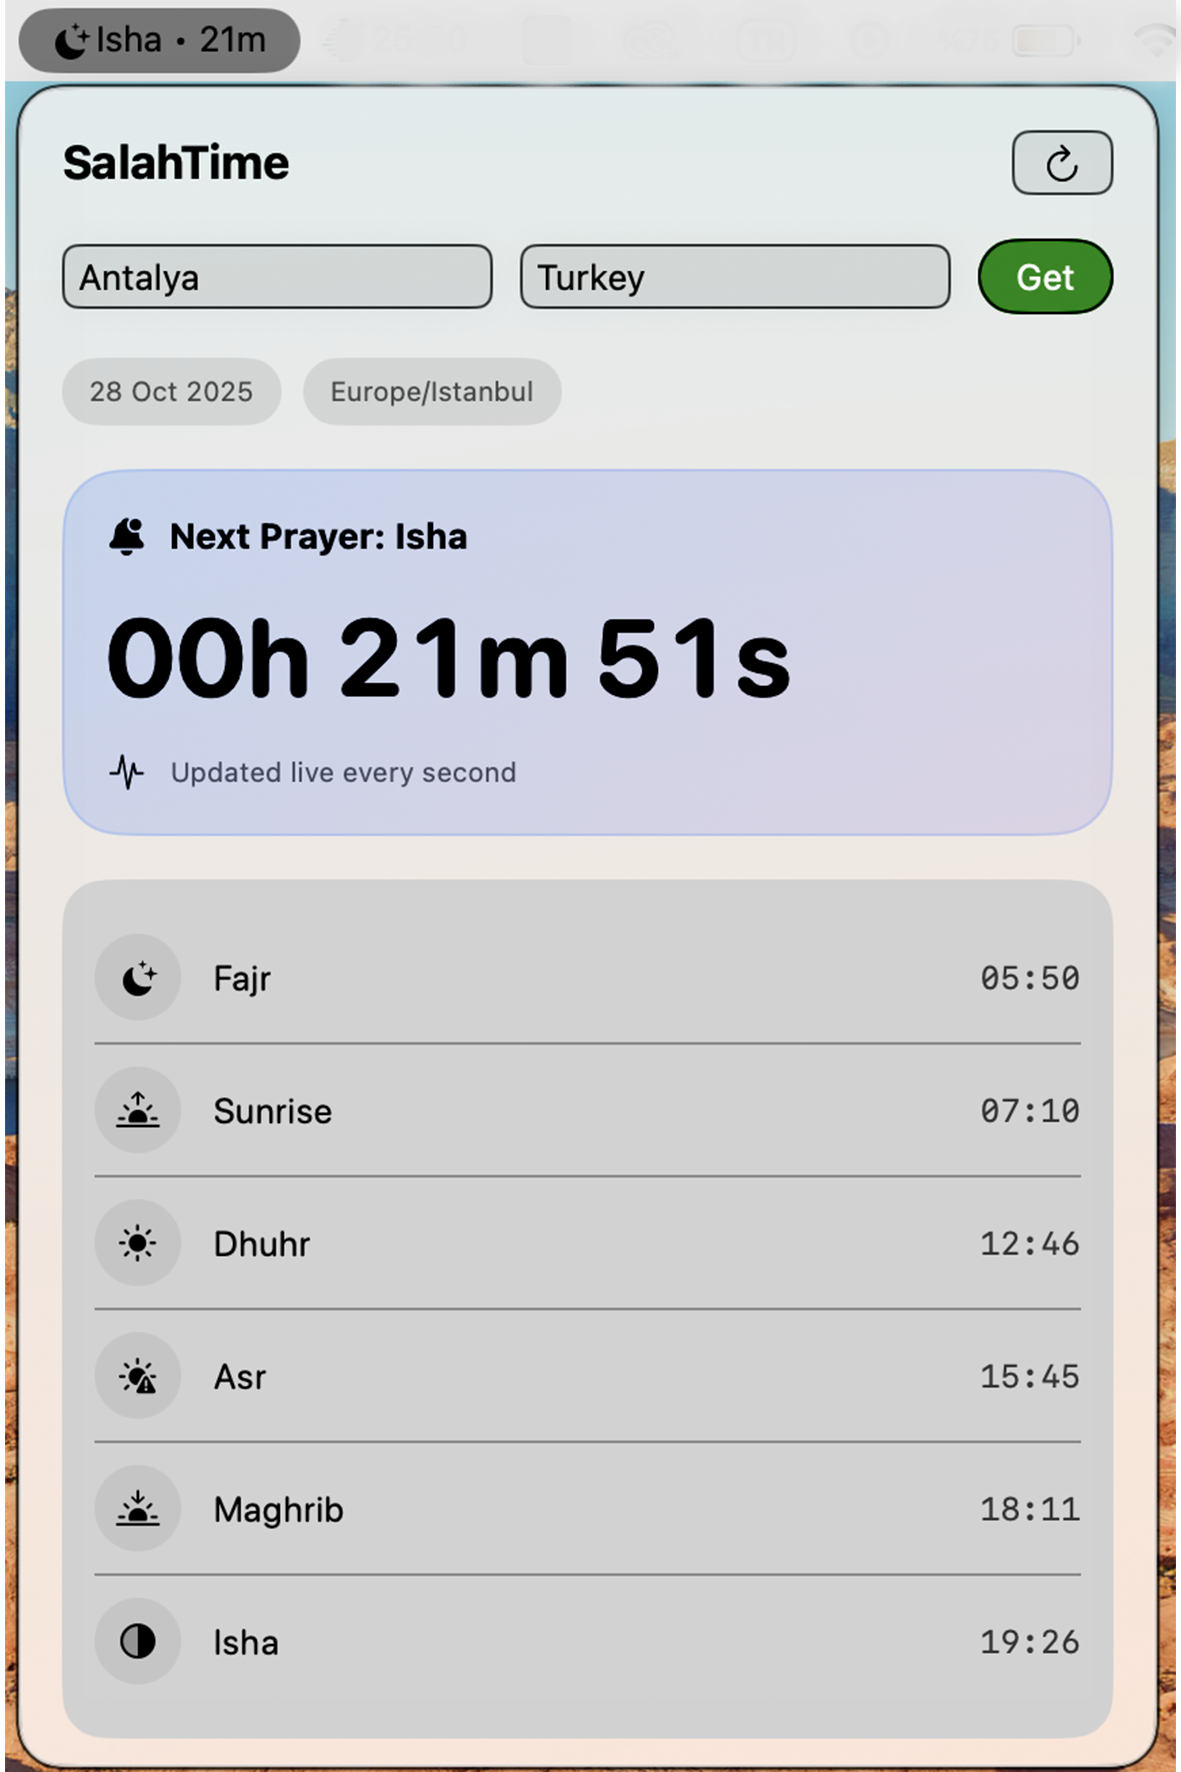 Isha • 21m
SalahTime
Antalya Turkey Get
28 Oct 2025 Europe/Istanbul
Next Prayer: Isha
00h 21m 51s
Updated live every second
Fajr 05:50
Sunrise 07:10
Dhuhr 12:46
Asr 15:45
Maghrib 18:11
Isha 19:26